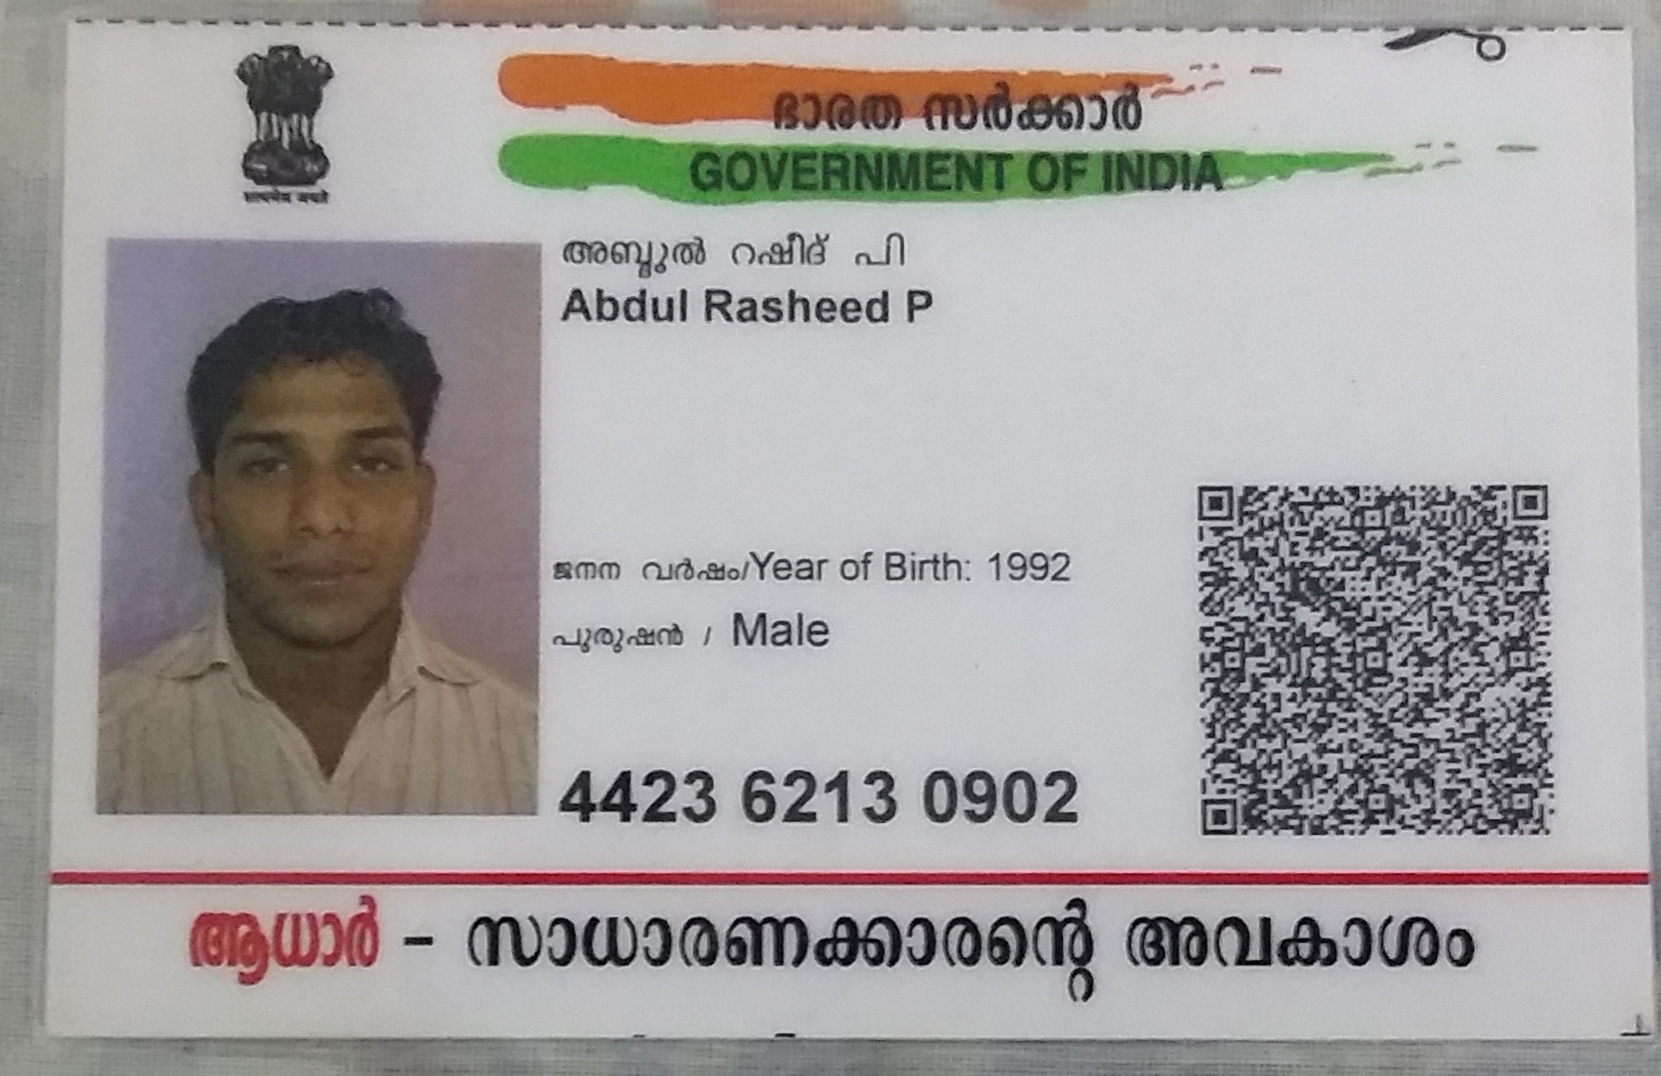 ഭാരത സർക്കാർ
GOVERNMENT OF INDIA
सत्यमेव जयते
അബ്ദുൽ റഷീദ് പി
Abdul Rasheed P
ജനന വർഷം/Year of Birth: 1992
പുരുഷൻ / Male
4423 6213 0902
ആധാർ - സാധാരണക്കാരന്റെ അവകാശം